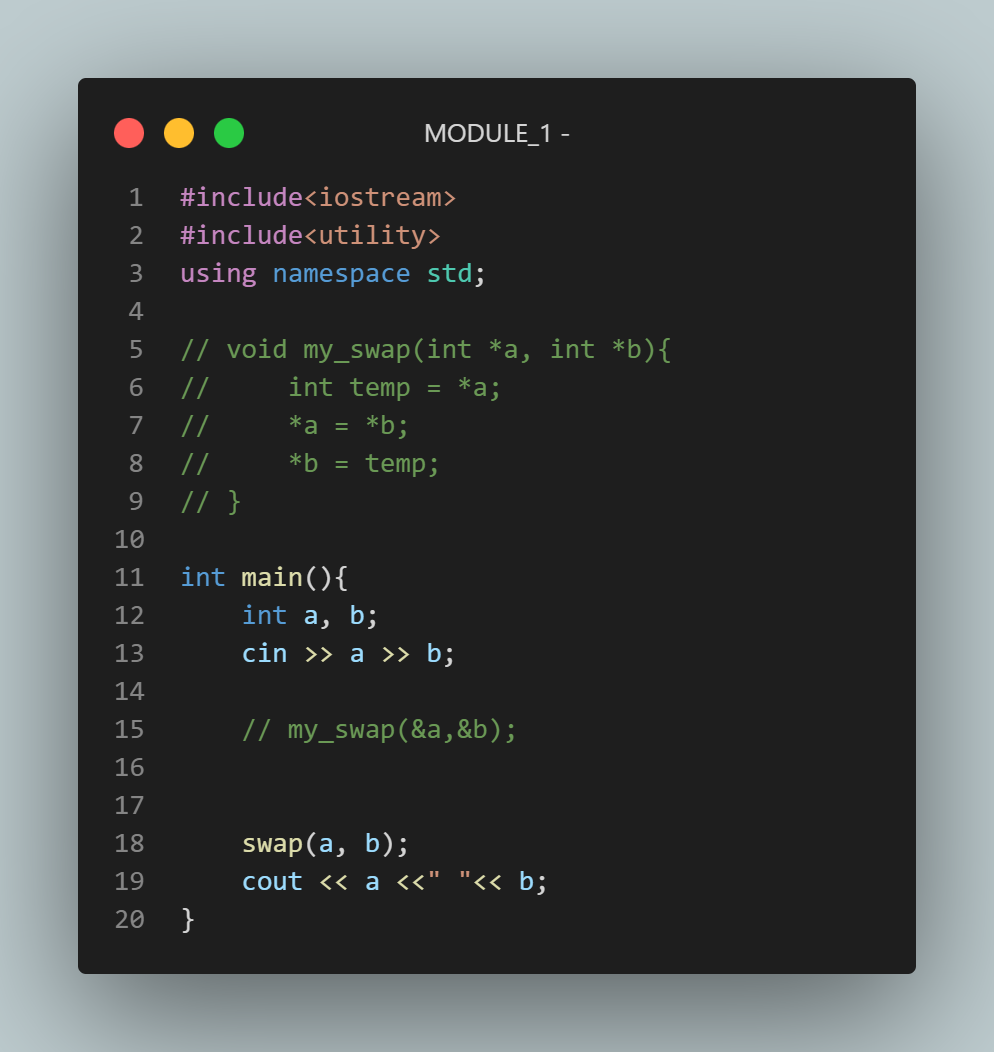 MODULE_1 -
1 #include<iostream>
2 #include<utility>
3 using namespace std;
4
5 // void my_swap(int *a, int *b){
6 //     int temp = *a;
7 //     *a = *b;
8 //     *b = temp;
9 // }
10
11 int main(){
12     int a, b;
13     cin >> a >> b;
14
15     // my_swap(&a,&b);
16
17
18     swap(a, b);
19     cout << a <<" "<< b;
20 }